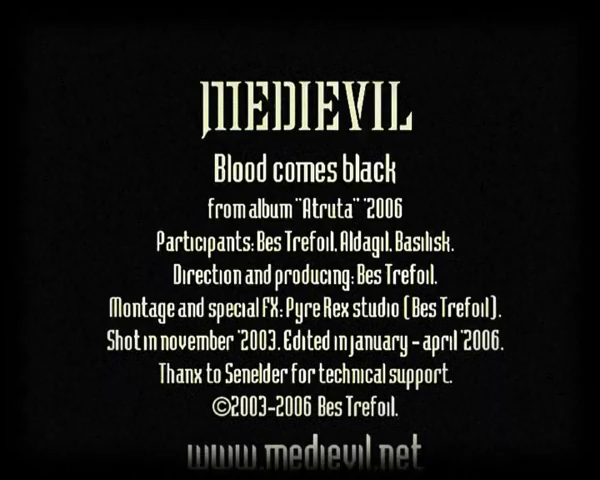 MEDIEVIL
Blood comes black
from album "Atruta" '2006
Participants: Bes Trefoil, Aldagil, Basilisk.
Direction and producing: Bes Trefoil.
Montage and special FX: Pyre Rex studio (Bes Trefoil).
Shot in november '2003. Edited in january - april '2006.
Thanx to Senelder for technical support.
©2003-2006 Bes Trefoil.
www.medievil.net